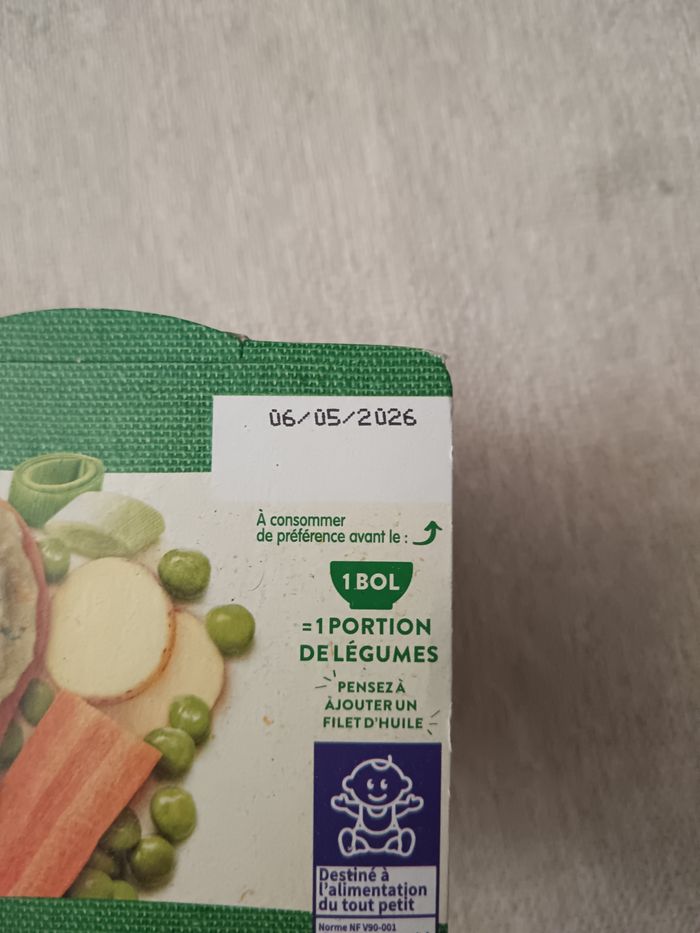 06/05/2026
À consommer
de préférence avant le :
1 BOL
= 1 PORTION
DE LÉGUMES
PENSEZ À
AJOUTER UN
FILET D'HUILE
Destiné à
l'alimentation
du tout petit
Norme NF V90-001